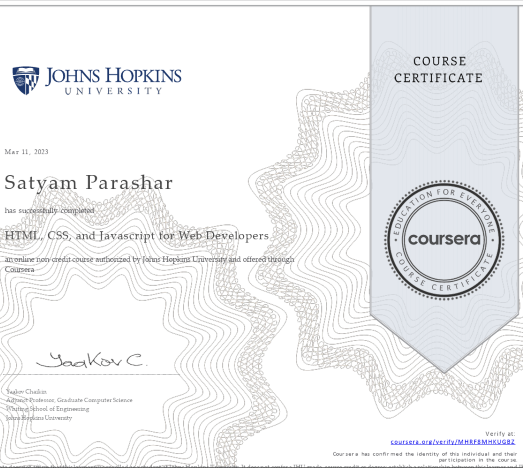 JOHNS HOPKINS
UNIVERSITY
COURSE
CERTIFICATE
Mar 11, 2023
Satyam Parashar
has successfully completed
HTML, CSS, and Javascript for Web Developers
an online non-credit course authorized by Johns Hopkins University and offered through
Coursera
EDUCATION FOR EVERYONE
coursera
COURSE CERTIFICATE
Yaakov C.
Yaakov Chaikin
Adjunct Professor, Graduate Computer Science
Whiting School of Engineering
Johns Hopkins University
Verify at:
coursera.org/verify/MHRF8MHKUGBZ
Coursera has confirmed the identity of this individual and their
participation in the course.